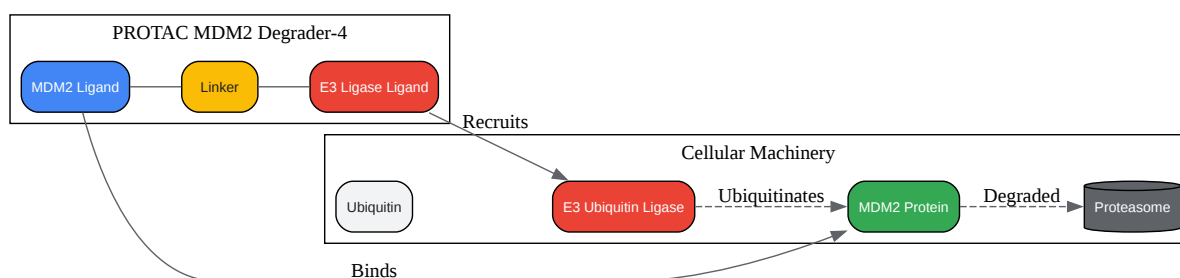 PROTAC MDM2 Degrader-4
MDM2 Ligand
Linker
E3 Ligase Ligand
Recruits
Cellular Machinery
Ubiquitin
E3 Ubiquitin Ligase
Ubiquitinates
MDM2 Protein
Degraded
Proteasome
Binds